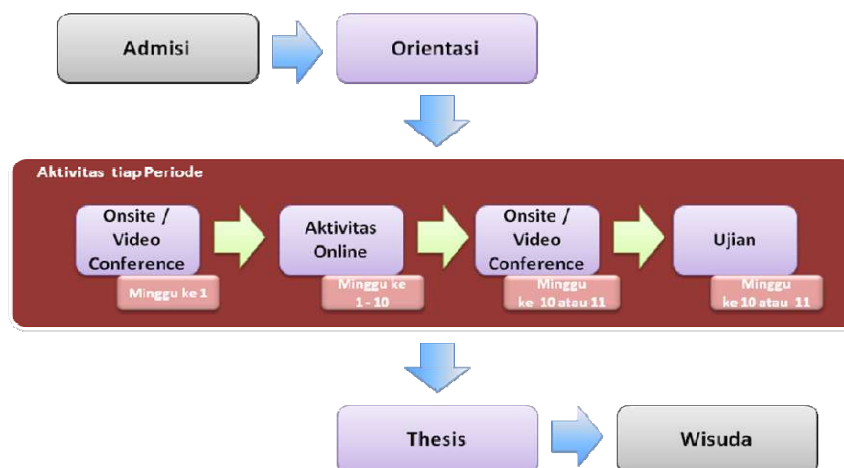 Admisi
Orientasi
Aktivitas tiap Periode
Onsite /
Video
Conference
Minggu ke 1
Aktivitas
Online
Minggu ke
1 - 10
Onsite /
Video
Conference
Minggu
ke 10 atau 11
Ujian
Minggu
ke 10 atau 11
Thesis
Wisuda